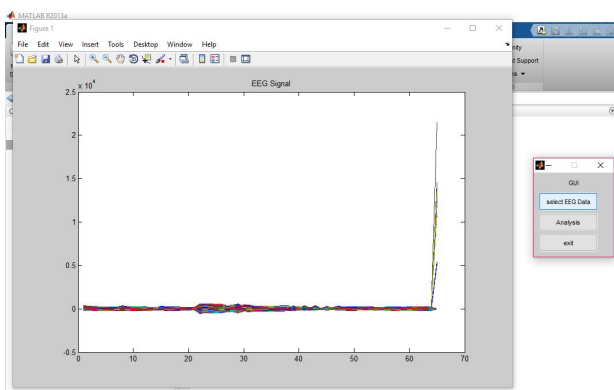 MATLAB R2013a
Figure 1
File Edit View Insert Tools Desktop Window Help
nity
t Support
EEG Signal
x 10^4
2.5
2
1.5
1
0.5
0
-0.5
0 10 20 30 40 50 60 70
GUI
select EEG Data
Analysis
exit